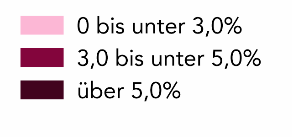 0 bis unter 3,0%
3,0 bis unter 5,0%
über 5,0%